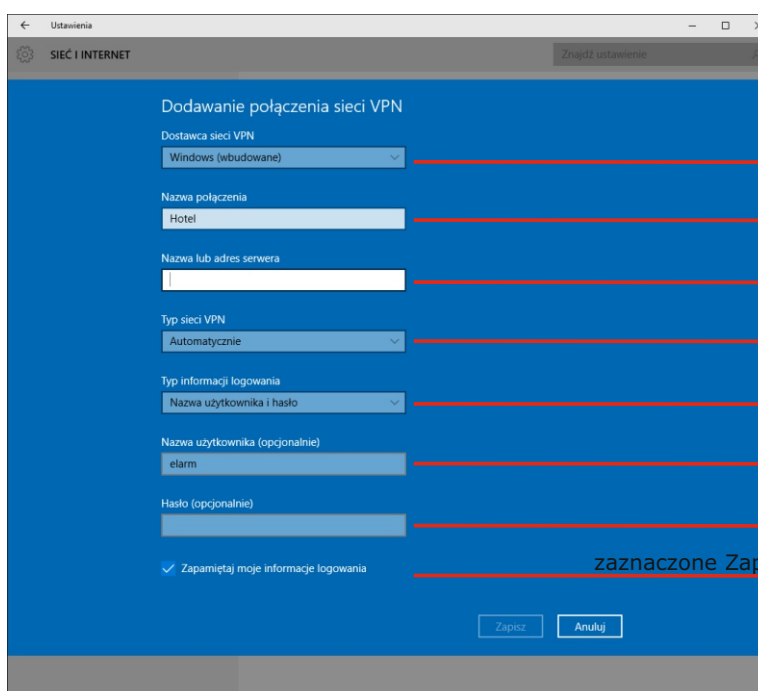 Ustawienia
SIEĆ I INTERNET
Znajdź ustawienie
Dodawanie połączenia sieci VPN
Dostawca sieci VPN
Windows (wbudowane)
Nazwa połączenia
Hotel
Nazwa lub adres serwera
Typ sieci VPN
Automatycznie
Typ informacji logowania
Nazwa użytkownika i hasło
Nazwa użytkownika (opcjonalnie)
elarm
Hasło (opcjonalnie)
zaznaczone Zap
Zapamiętaj moje informacje logowania
Zapisz
Anuluj